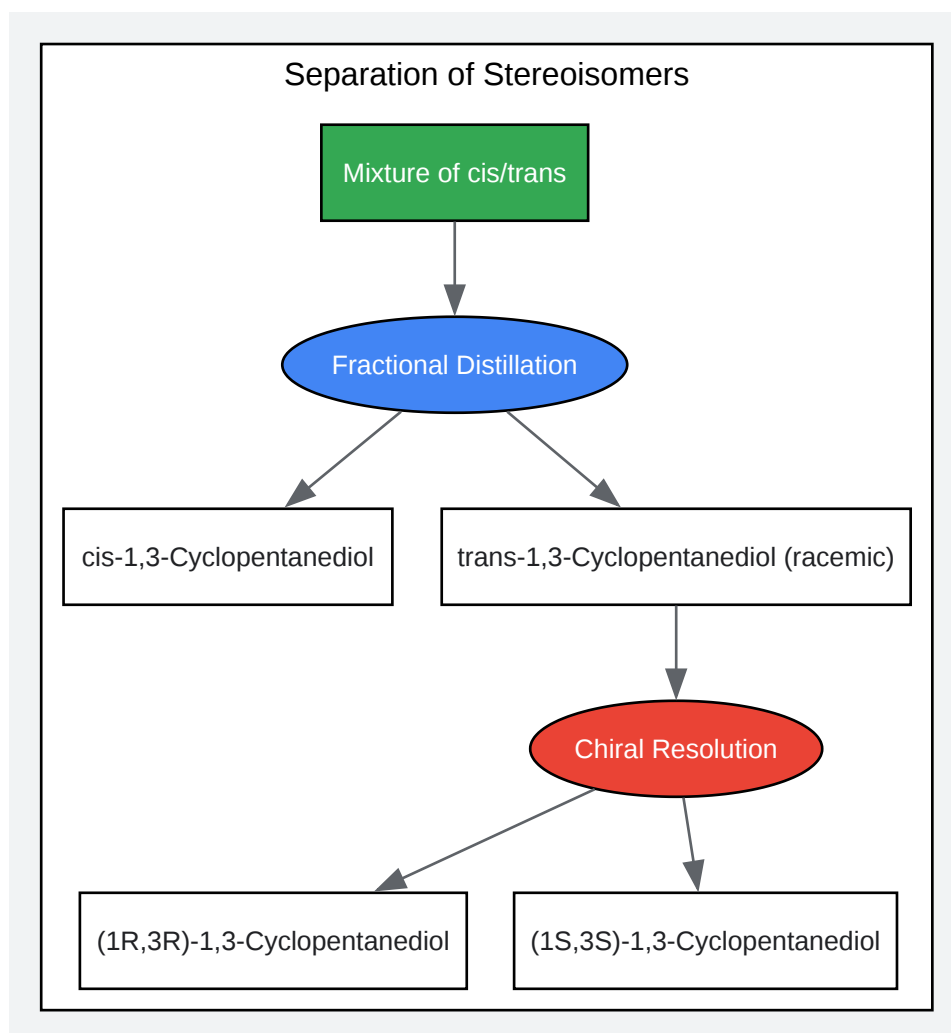 Separation of Stereoisomers
Mixture of cis/trans
Fractional Distillation
cis-1,3-Cyclopentanediol
trans-1,3-Cyclopentanediol (racemic)
Chiral Resolution
(1R,3R)-1,3-Cyclopentanediol
(1S,3S)-1,3-Cyclopentanediol